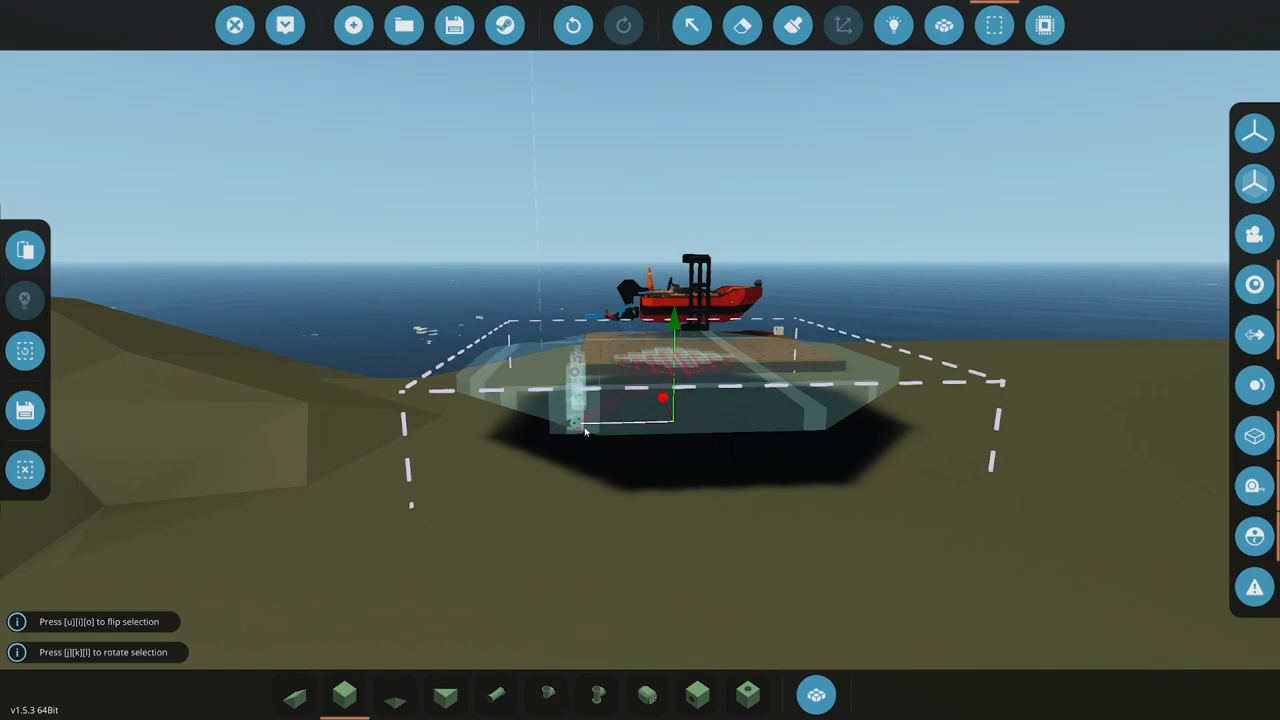 Press [u][i][o] to flip selection
Press [j][k][l] to rotate selection
v1.5.3 64Bit